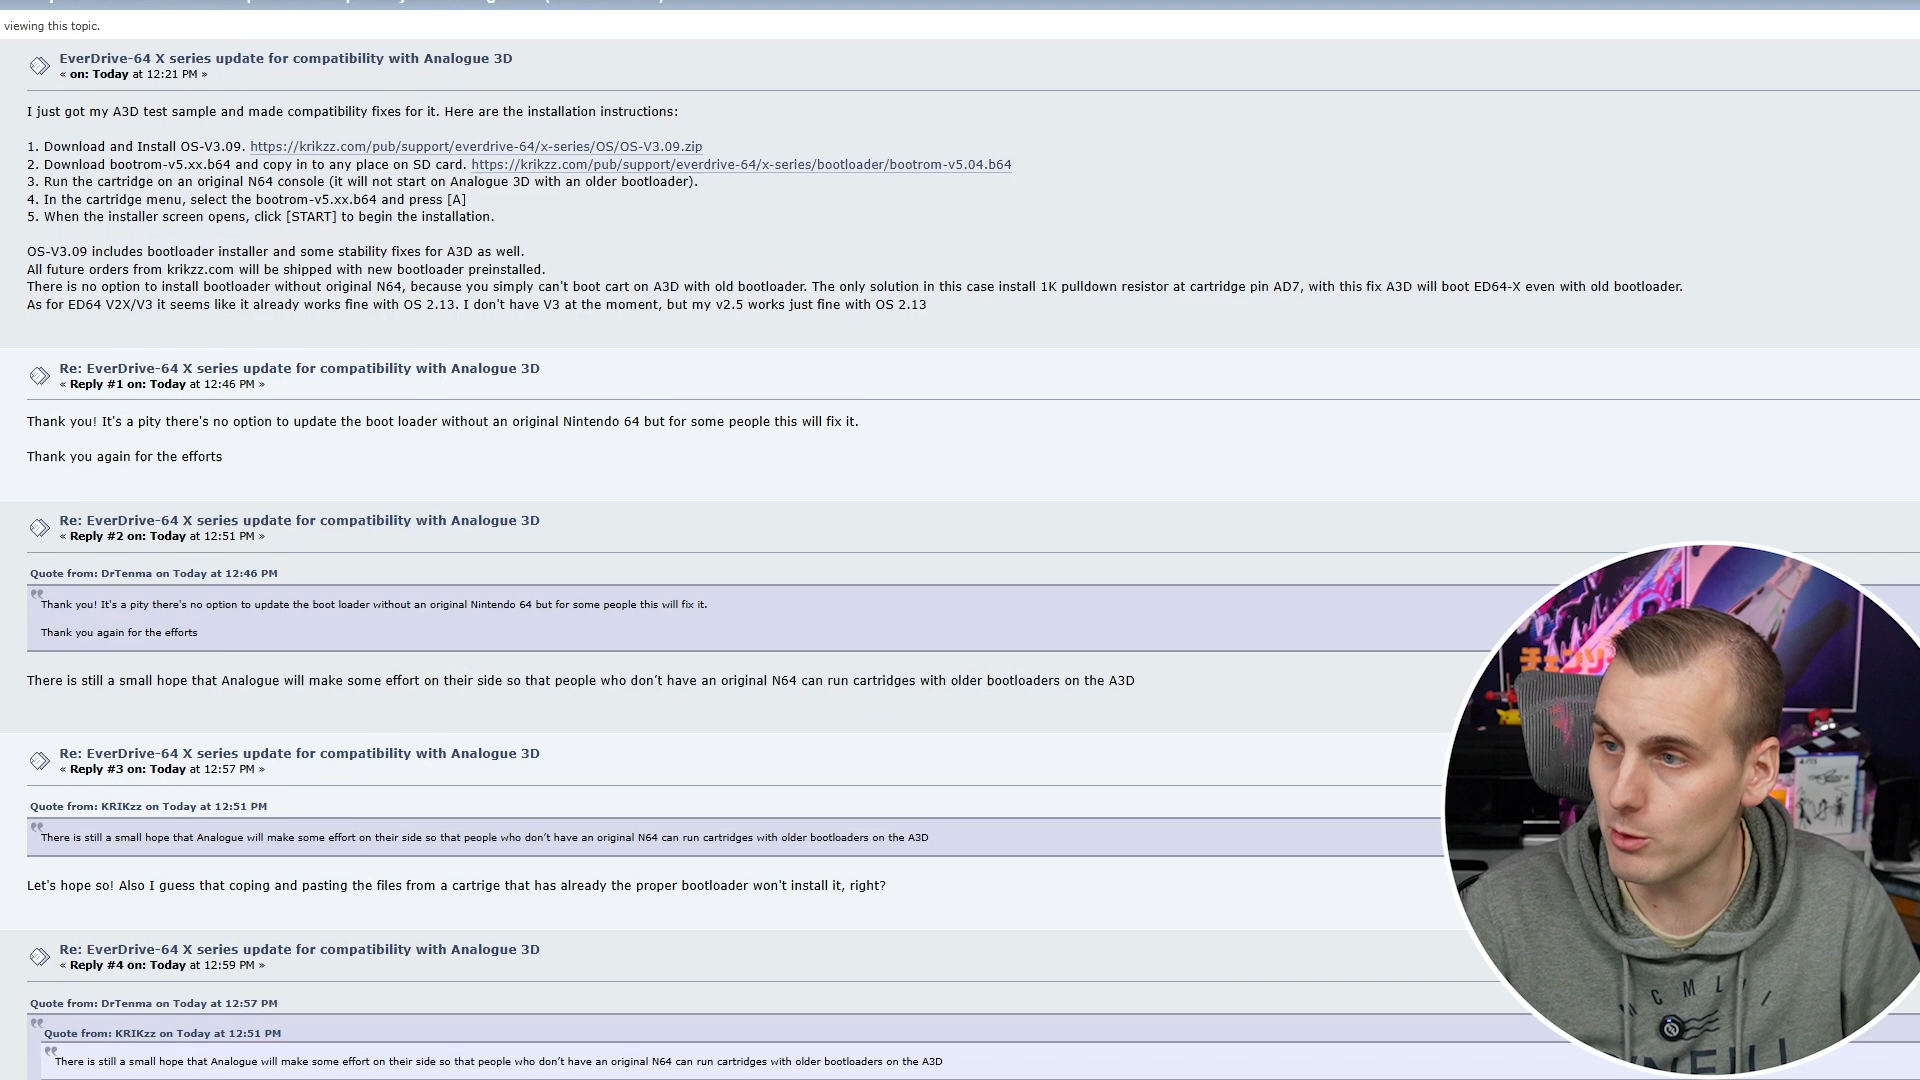 viewing this topic.
EverDrive-64 X series update for compatibility with Analogue 3D
« on: Today at 12:21 PM »
I just got my A3D test sample and made compatibility fixes for it. Here are the installation instructions:
1. Download and Install OS-V3.09. https://krikzz.com/pub/support/everdrive-64/x-series/OS/OS-V3.09.zip
2. Download bootrom-v5.xx.b64 and copy in to any place on SD card. https://krikzz.com/pub/support/everdrive-64/x-series/bootloader/bootrom-v5.04.b64
3. Run the cartridge on an original N64 console (it will not start on Analogue 3D with an older bootloader).
4. In the cartridge menu, select the bootrom-v5.xx.b64 and press [A]
5. When the installer screen opens, click [START] to begin the installation.
OS-V3.09 includes bootloader installer and some stability fixes for A3D as well.
All future orders from krikzz.com will be shipped with new bootloader preinstalled.
There is no option to install bootloader without original N64, because you simply can't boot cart on A3D with old bootloader. The only solution in this case install 1K pulldown resistor at cartridge pin AD7, with this fix A3D will boot ED64-X even with old bootloader.
As for ED64 V2X/V3 it seems like it already works fine with OS 2.13. I don't have V3 at the moment, but my v2.5 works just fine with OS 2.13
Re: EverDrive-64 X series update for compatibility with Analogue 3D
« Reply #1 on: Today at 12:46 PM »
Thank you! It's a pity there's no option to update the boot loader without an original Nintendo 64 but for some people this will fix it.
Thank you again for the efforts
Re: EverDrive-64 X series update for compatibility with Analogue 3D
« Reply #2 on: Today at 12:51 PM »
Quote from: DrTenma on Today at 12:46 PM
Thank you! It's a pity there's no option to update the boot loader without an original Nintendo 64 but for some people this will fix it.
Thank you again for the efforts
There is still a small hope that Analogue will make some effort on their side so that people who don’t have an original N64 can run cartridges with older bootloaders on the A3D
Re: EverDrive-64 X series update for compatibility with Analogue 3D
« Reply #3 on: Today at 12:57 PM »
Quote from: KRIKzz on Today at 12:51 PM
There is still a small hope that Analogue will make some effort on their side so that people who don’t have an original N64 can run cartridges with older bootloaders on the A3D
Let's hope so! Also I guess that coping and pasting the files from a cartrige that has already the proper bootloader won't install it, right?
Re: EverDrive-64 X series update for compatibility with Analogue 3D
« Reply #4 on: Today at 12:59 PM »
Quote from: DrTenma on Today at 12:57 PM
Quote from: KRIKzz on Today at 12:51 PM
There is still a small hope that Analogue will make some effort on their side so that people who don’t have an original N64 can run cartridges with older bootloaders on the A3D
チェンソ